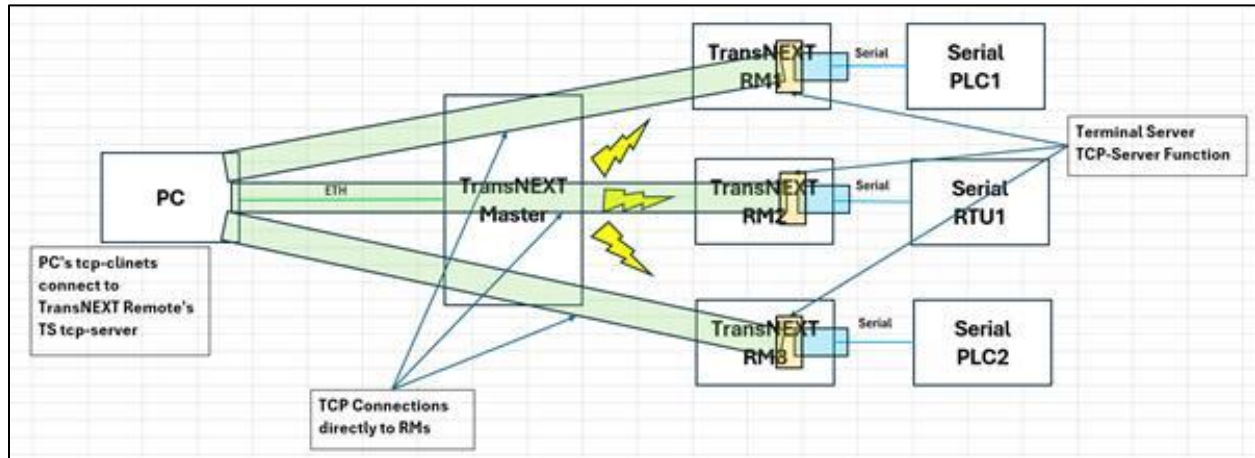 PC
PC's tcp-clinets
connect to
TransNEXT Remote's
TS tcp-server
ETH
TransNEXT
Master
TCP Connections
directly to RMs
TransNEXT
RM1
Serial
Serial
PLC1
TransNEXT
RM2
Serial
Serial
RTU1
TransNEXT
RM3
Serial
Serial
PLC2
Terminal Server
TCP-Server Function